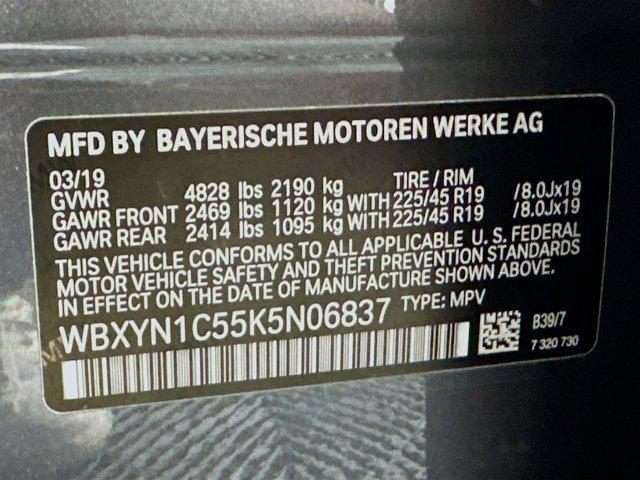 MFD BY BAYERISCHE MOTOREN WERKE AG
03/19 TIRE / RIM
GVWR 4828 lbs 2190 kg
GAWR FRONT 2469 lbs 1120 kg WITH 225/45 R19 /8.0Jx19
GAWR REAR 2414 lbs 1095 kg WITH 225/45 R19 /8.0Jx19
THIS VEHICLE CONFORMS TO ALL APPLICABLE U.S. FEDERAL
MOTOR VEHICLE SAFETY AND THEFT PREVENTION STANDARDS
IN EFFECT ON THE DATE OF MANUFACTURE SHOWN ABOVE.
WBXYN1C55K5N06837 TYPE: MPV
B39/7
7 320 730